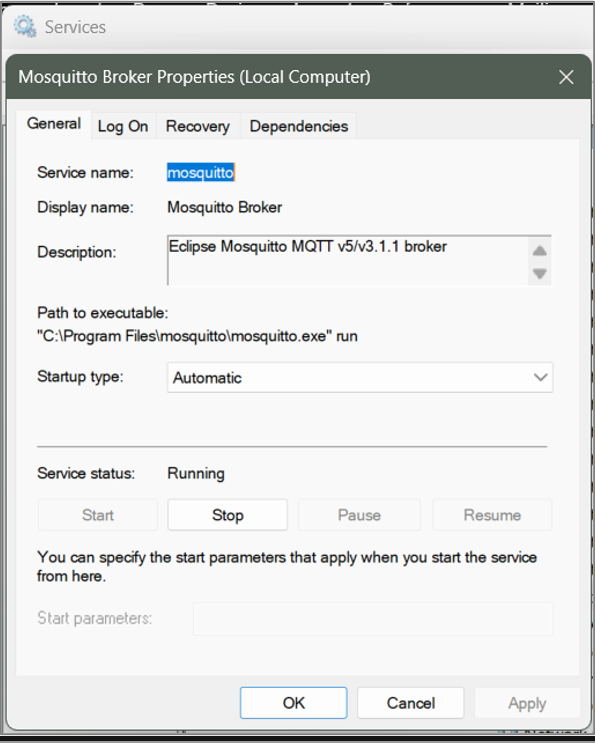 Services
Mosquitto Broker Properties (Local Computer)
General Log On Recovery Dependencies
Service name: mosquitto
Display name: Mosquitto Broker
Description: Eclipse Mosquitto MQTT v5/v3.1.1 broker
Path to executable:
"C:\Program Files\mosquitto\mosquitto.exe" run
Startup type: Automatic
Service status: Running
Start Stop Pause Resume
You can specify the start parameters that apply when you start the service
from here.
Start parameters:
OK Cancel Apply